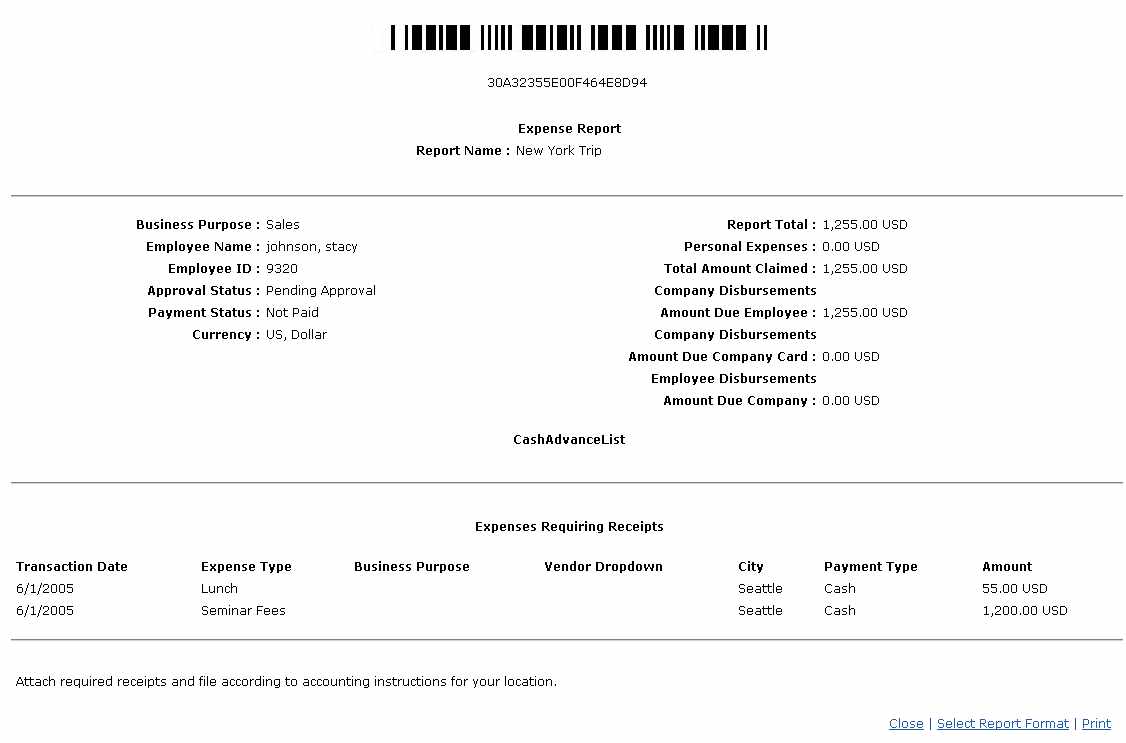 30A32355E00F464E8D94
Expense Report
Report Name : New York Trip
Business Purpose : Sales
Employee Name : johnson, stacy
Employee ID : 9320
Approval Status : Pending Approval
Payment Status : Not Paid
Currency : US, Dollar
Report Total : 1,255.00 USD
Personal Expenses : 0.00 USD
Total Amount Claimed : 1,255.00 USD
Company Disbursements
Amount Due Employee : 1,255.00 USD
Company Disbursements
Amount Due Company Card : 0.00 USD
Employee Disbursements
Amount Due Company : 0.00 USD
CashAdvanceList
Expenses Requiring Receipts
Transaction Date Expense Type Business Purpose Vendor Dropdown City Payment Type Amount
6/1/2005 Lunch Seattle Cash 55.00 USD
6/1/2005 Seminar Fees Seattle Cash 1,200.00 USD
Attach required receipts and file according to accounting instructions for your location.
Close | Select Report Format | Print